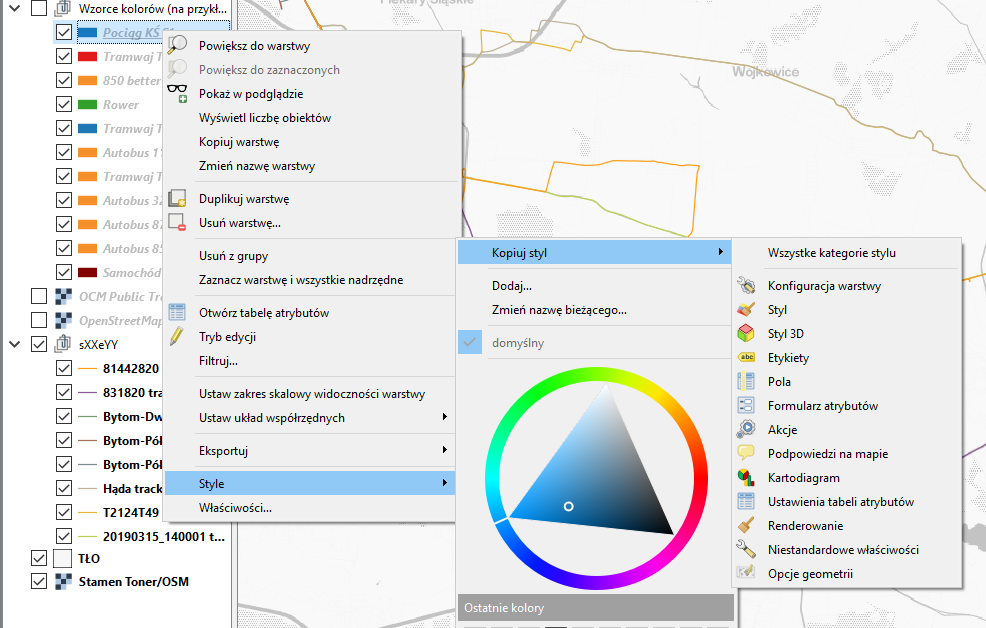 Wzorce kolorów (na przykł...
Pociąg KŚ
Tramwaj T
850 better
Rower
Tramwaj T
Autobus 1
Tramwaj T
Autobus 32
Autobus 87
Autobus 85
Samochód
OCM Public Tra
OpenStreetMap
sXXeYY
81442820
831820 tra
Bytom-Dw
Bytom-Pół
Bytom-Pół
Hąda track
T2124T49
20190315_140001 t...
TŁO
Stamen Toner/OSM
Powiększ do warstwy
Powiększ do zaznaczonych
Pokaż w podglądzie
Wyświetl liczbę obiektów
Kopiuj warstwę
Zmień nazwę warstwy
Duplikuj warstwę
Usuń warstwę...
Usuń z grupy
Zaznacz warstwę i wszystkie nadrzędne
Otwórz tabelę atrybutów
Tryb edycji
Filtruj...
Ustaw zakres skalowy widoczności warstwy
Ustaw układ współrzędnych
Eksportuj
Style
Właściwości...
Kopiuj styl
Dodaj...
Zmień nazwę bieżącego...
domyślny
Ostatnie kolory
Wszystkie kategorie stylu
Konfiguracja warstwy
Styl
Styl 3D
abc
Etykiety
Pola
Formularz atrybutów
Akcje
Podpowiedzi na mapie
Kartodiagram
Ustawienia tabeli atrybutów
Renderowanie
Niestandardowe właściwości
Opcje geometrii
Piekary Śląskie
Wojkowice